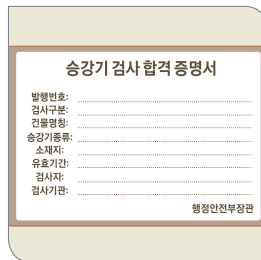 승강기 검사 합격 증명서
발행번호:
검사구분:
건물명칭:
승강기종류:
소재지:
유효기간:
검사자:
검사기관:
행정안전부장관